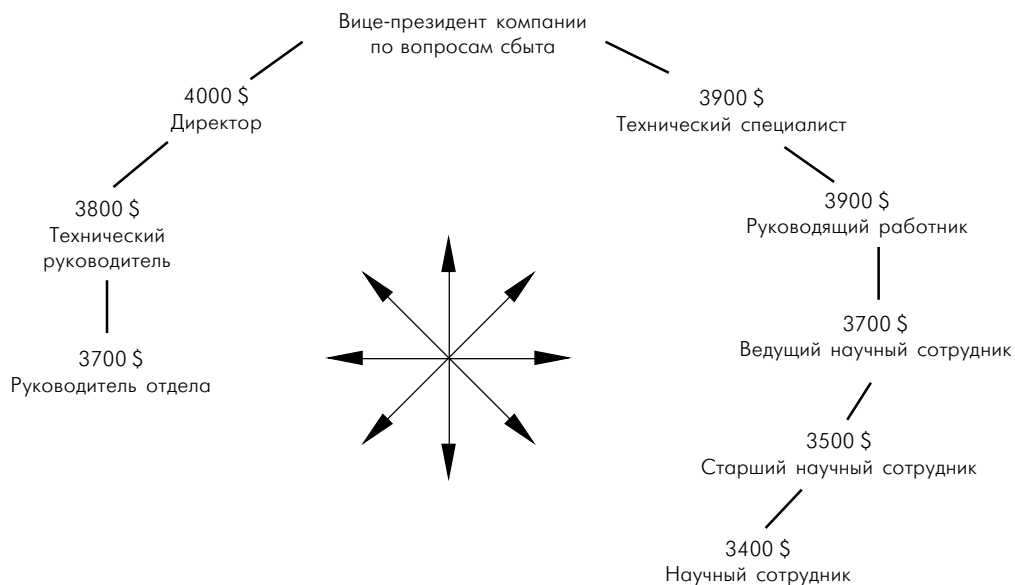 Вице-президент компании
по вопросам сбыта
4000 $
Директор
3900 $
Технический специалист
3800 $
Технический
руководитель
3900 $
Руководящий работник
3700 $
Руководитель отдела
3700 $
Ведущий научный сотрудник
3500 $
Старший научный сотрудник
3400 $
Научный сотрудник